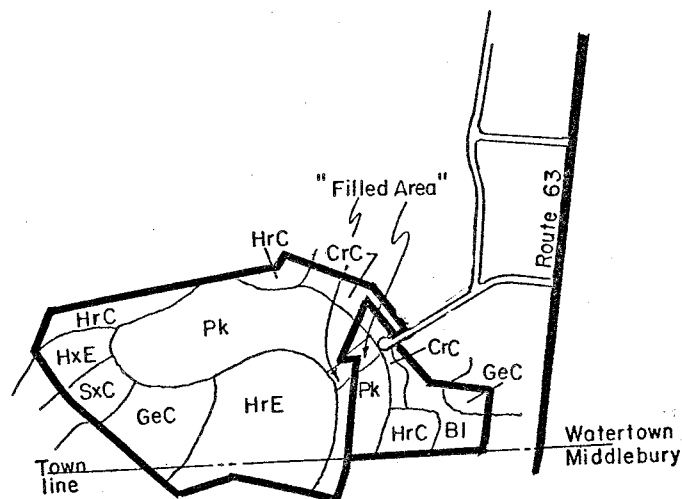 Route 63
"Filled Area"
HrC
CrC
HrC
Pk
HxE
CrC
SxC
Pk
GeC
GeC
HrE
HrC
Bl
Town
line
Watertown
Middlebury